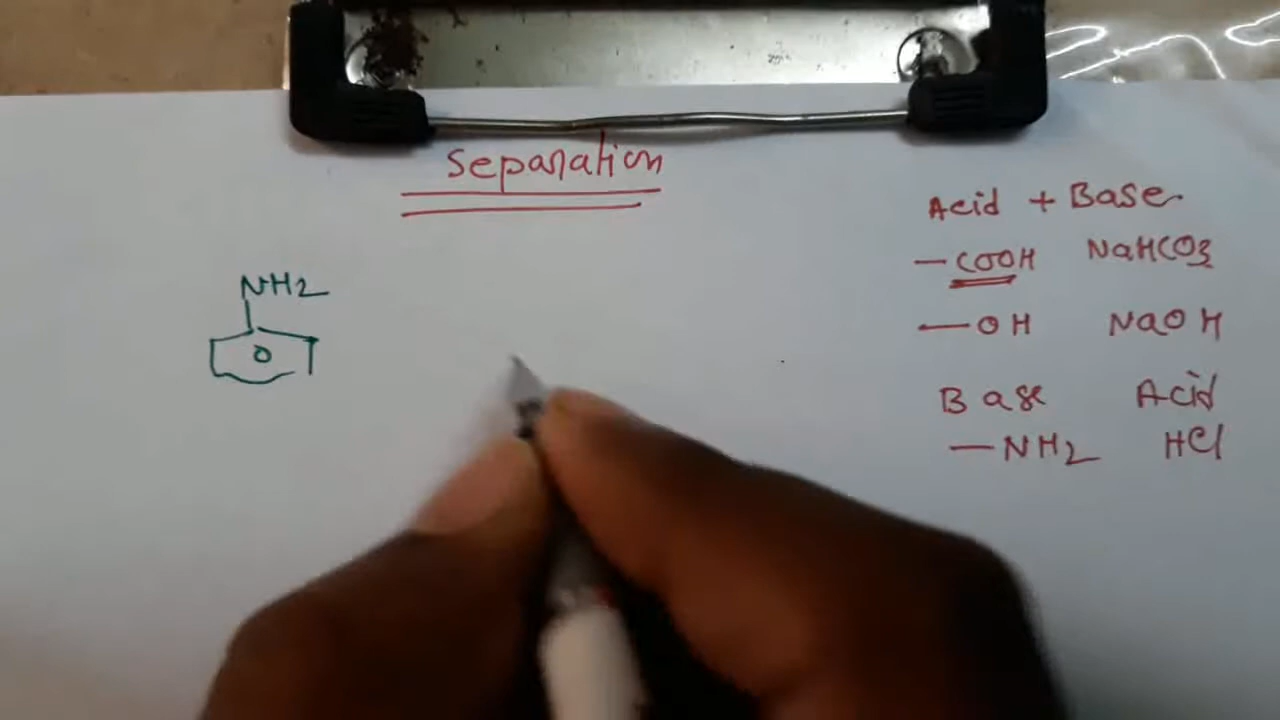 Separation
Acid + Base
—COOH NaHCO3
—OH NaOH
Base Acid
—NH2 HCl
NH2